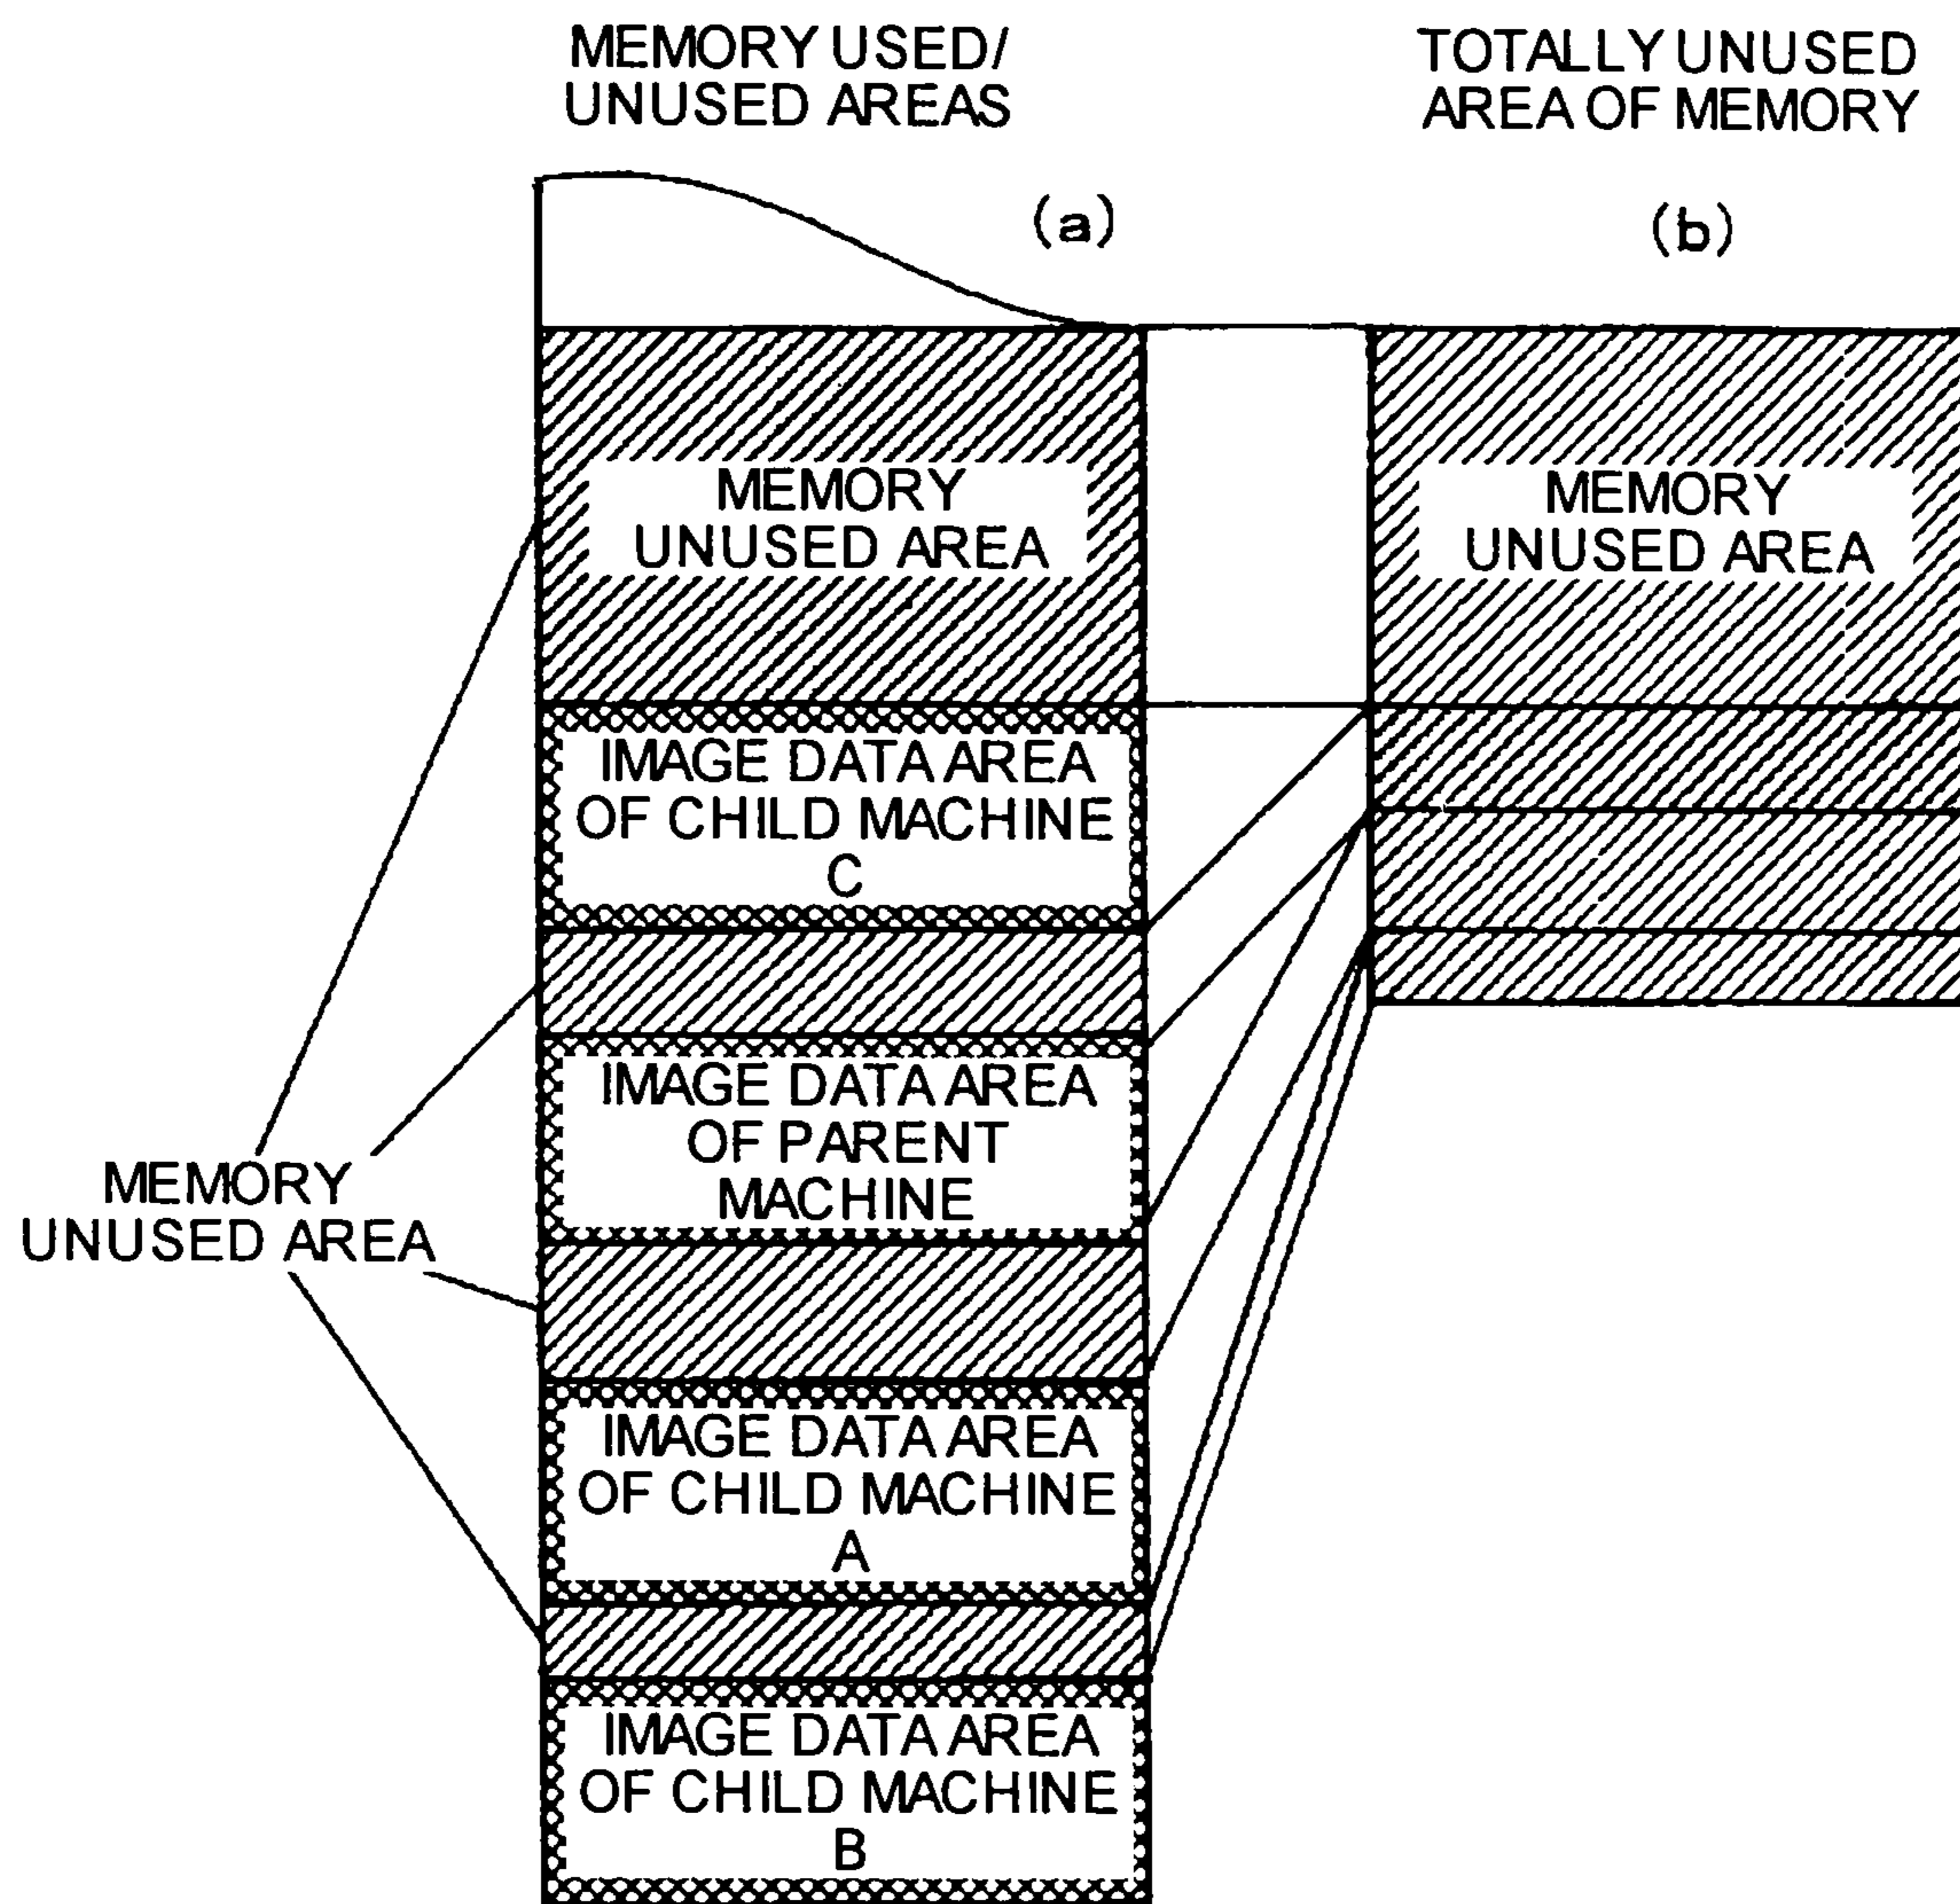 MEMORY USED/
UNUSED AREAS
TOTALLY UNUSED
AREA OF MEMORY
(a)
(b)
MEMORY
UNUSED AREA
MEMORY
UNUSED AREA
IMAGE DATA AREA
OF CHILD MACHINE
C
IMAGE DATA AREA
OF PARENT
MACHINE
MEMORY
UNUSED AREA
IMAGE DATA AREA
OF CHILD MACHINE
A
IMAGE DATA AREA
OF CHILD MACHINE
B